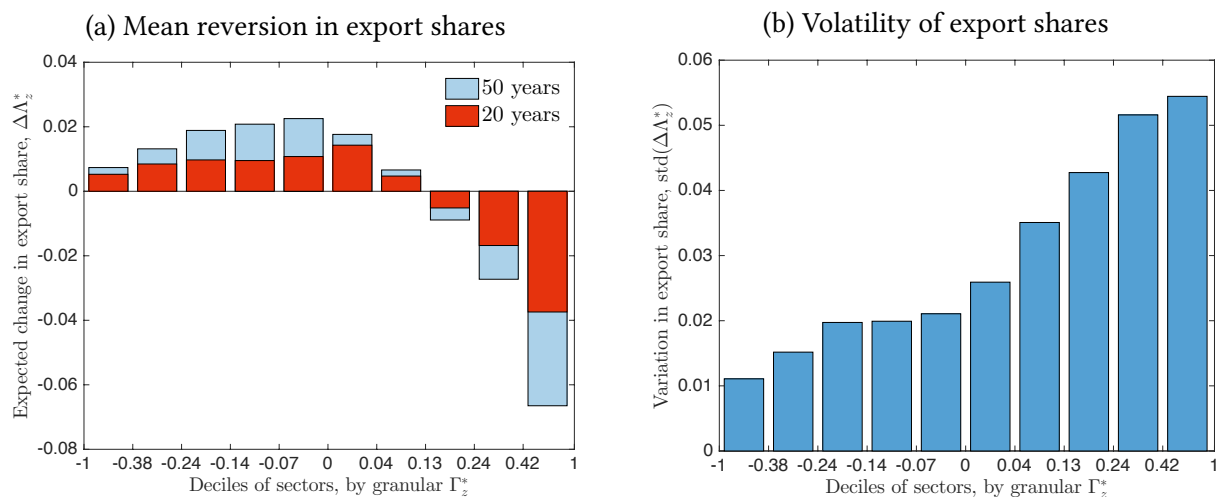 (a) Mean reversion in export shares
0.04
0.02
0
-0.02
-0.04
-0.06
-0.08
Expected change in export share, ΔΛ*z
50 years
20 years
-1 -0.38 -0.24 -0.14 -0.07 0 0.04 0.13 0.24 0.42 1
Deciles of sectors, by granular Γ*z
(b) Volatility of export shares
0.06
0.05
0.04
0.03
0.02
0.01
0
Variation in export share, std(ΔΛ*z)
-1 -0.38 -0.24 -0.14 -0.07 0 0.04 0.13 0.24 0.42 1
Deciles of sectors, by granular Γ*z